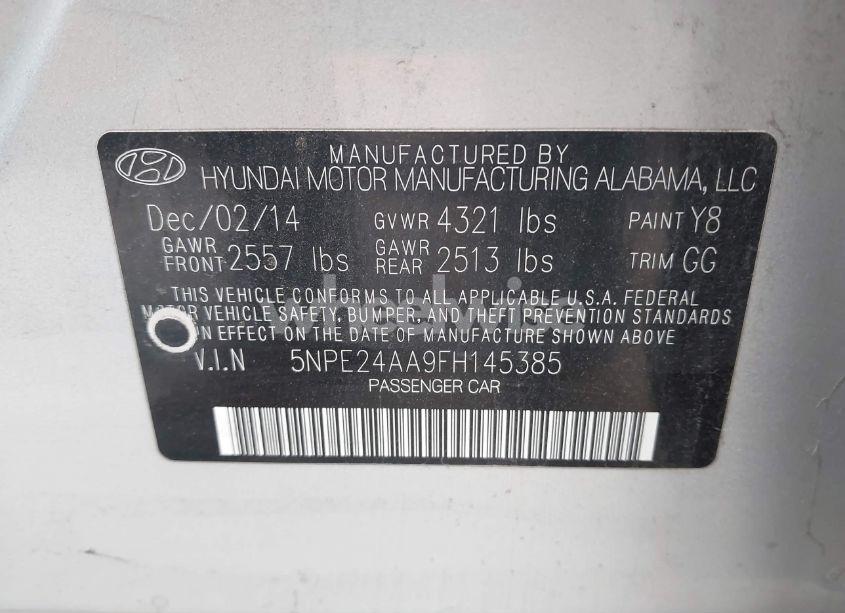 MANUFACTURED BY
HYUNDAI MOTOR MANUFACTURING ALABAMA, LLC
Dec/02/14 GVWR 4321 lbs PAINT Y8
GAWR FRONT 2557 lbs GAWR REAR 2513 lbs TRIM GG
THIS VEHICLE CONFORMS TO ALL APPLICABLE U.S.A. FEDERAL
MOTOR VEHICLE SAFETY, BUMPER, AND THEFT PREVENTION STANDARDS
IN EFFECT ON THE DATE OF MANUFACTURE SHOWN ABOVE
V.I.N 5NPE24AA9FH145385
PASSENGER CAR